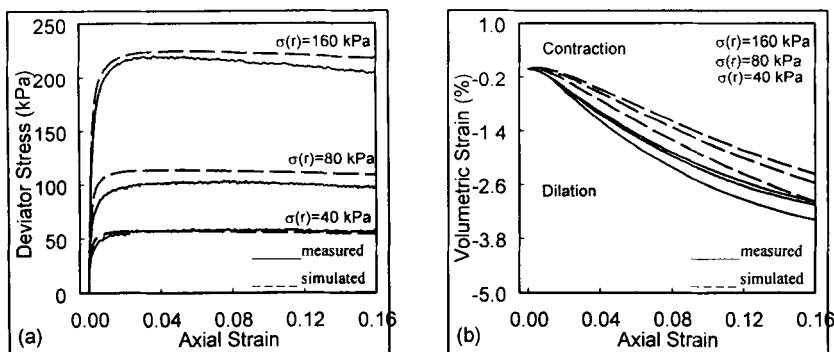 250
200
150
100
50
0
Deviator Stress (kPa)
σ(r)=160 kPa
σ(r)=80 kPa
σ(r)=40 kPa
measured
simulated
0.00 0.04 0.08 0.12 0.16
(a) Axial Strain
1.0
-0.2
-1.4
-2.6
-3.8
-5.0
Volumetric Strain (%)
Contraction
σ(r)=160 kPa
σ(r)=80 kPa
σ(r)=40 kPa
Dilation
measured
simulated
0.00 0.04 0.08 0.12 0.16
(b) Axial Strain